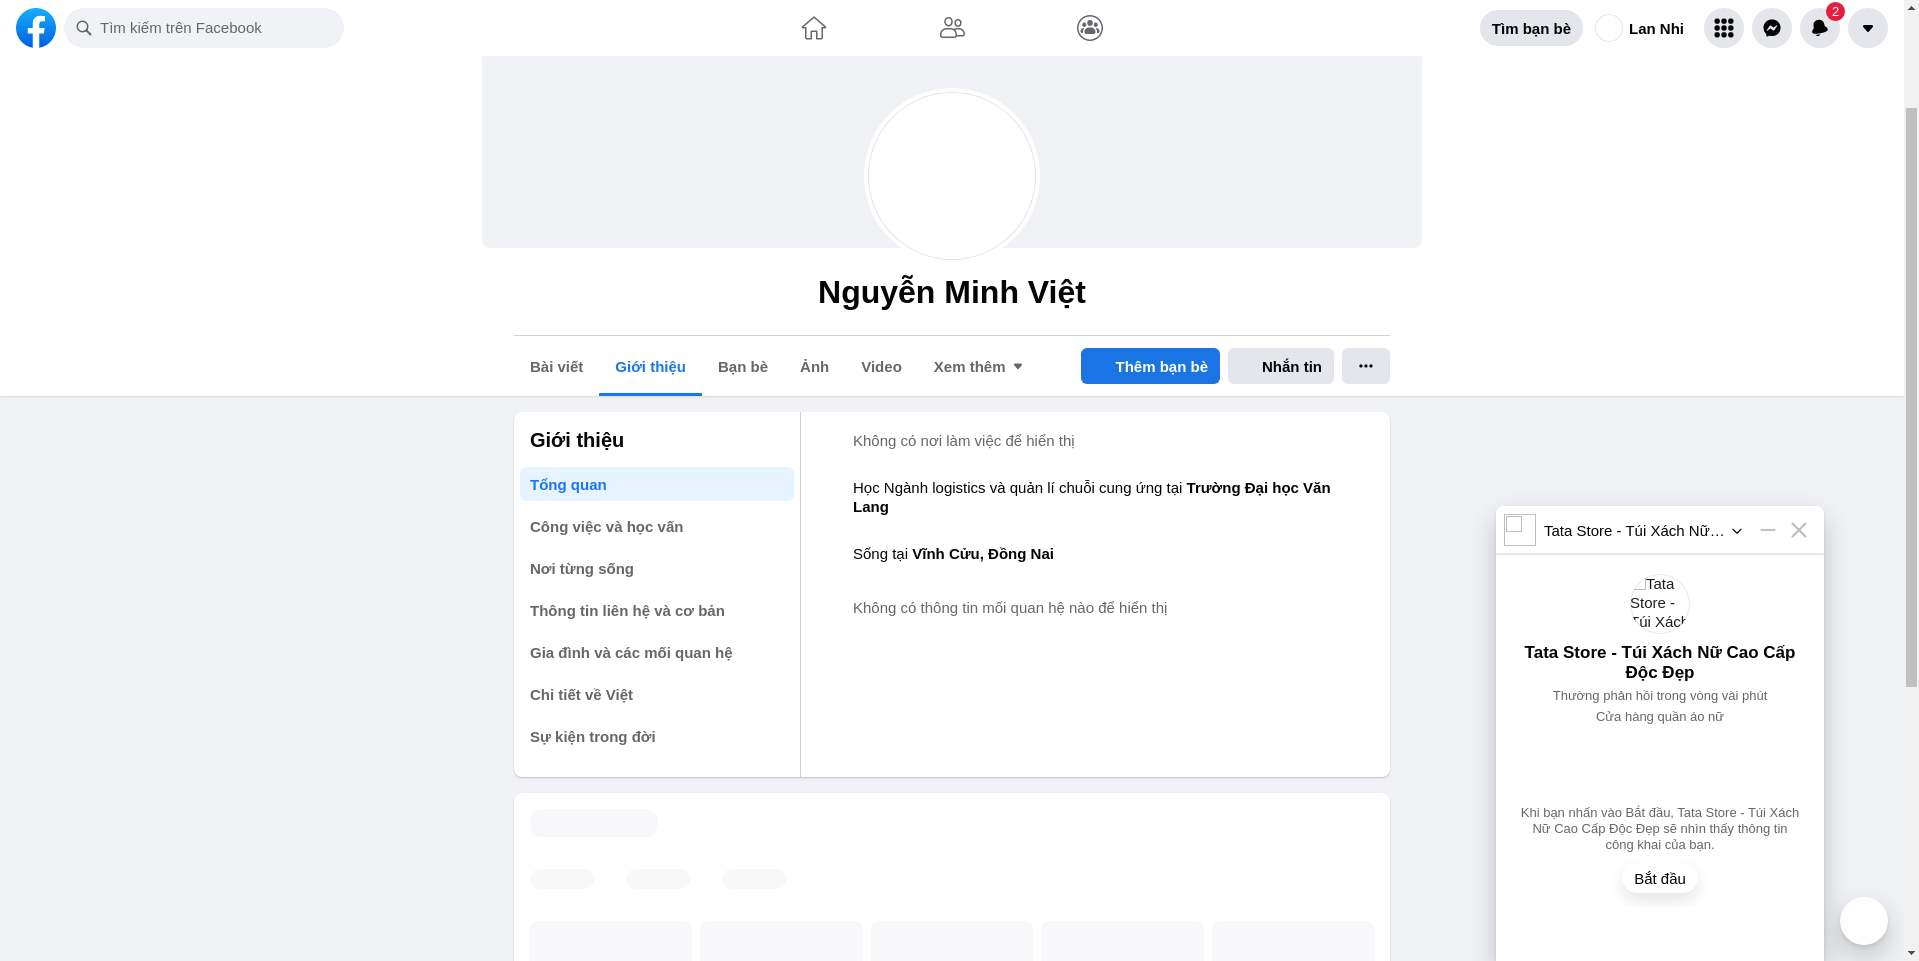 Tìm kiếm trên Facebook
Tìm bạn bè
Lan Nhi
2
Nguyễn Minh Việt
Bài viết
Giới thiệu
Bạn bè
Ảnh
Video
Xem thêm
Thêm bạn bè
Nhắn tin
Giới thiệu
Tổng quan
Công việc và học vấn
Nơi từng sống
Thông tin liên hệ và cơ bản
Gia đình và các mối quan hệ
Chi tiết về Việt
Sự kiện trong đời
Không có nơi làm việc để hiển thị
Học Ngành logistics và quản lí chuỗi cung ứng tại Trường Đại học Văn
Lang
Sống tại Vĩnh Cửu, Đồng Nai
Không có thông tin mối quan hệ nào để hiển thị
Tata Store - Túi Xách Nữ…
Tata
Store -
Túi Xách
Tata Store - Túi Xách Nữ Cao Cấp
Độc Đẹp
Thường phản hồi trong vòng vài phút
Cửa hàng quần áo nữ
Khi bạn nhấn vào Bắt đầu, Tata Store - Túi Xách
Nữ Cao Cấp Độc Đẹp sẽ nhìn thấy thông tin
công khai của bạn.
Bắt đầu